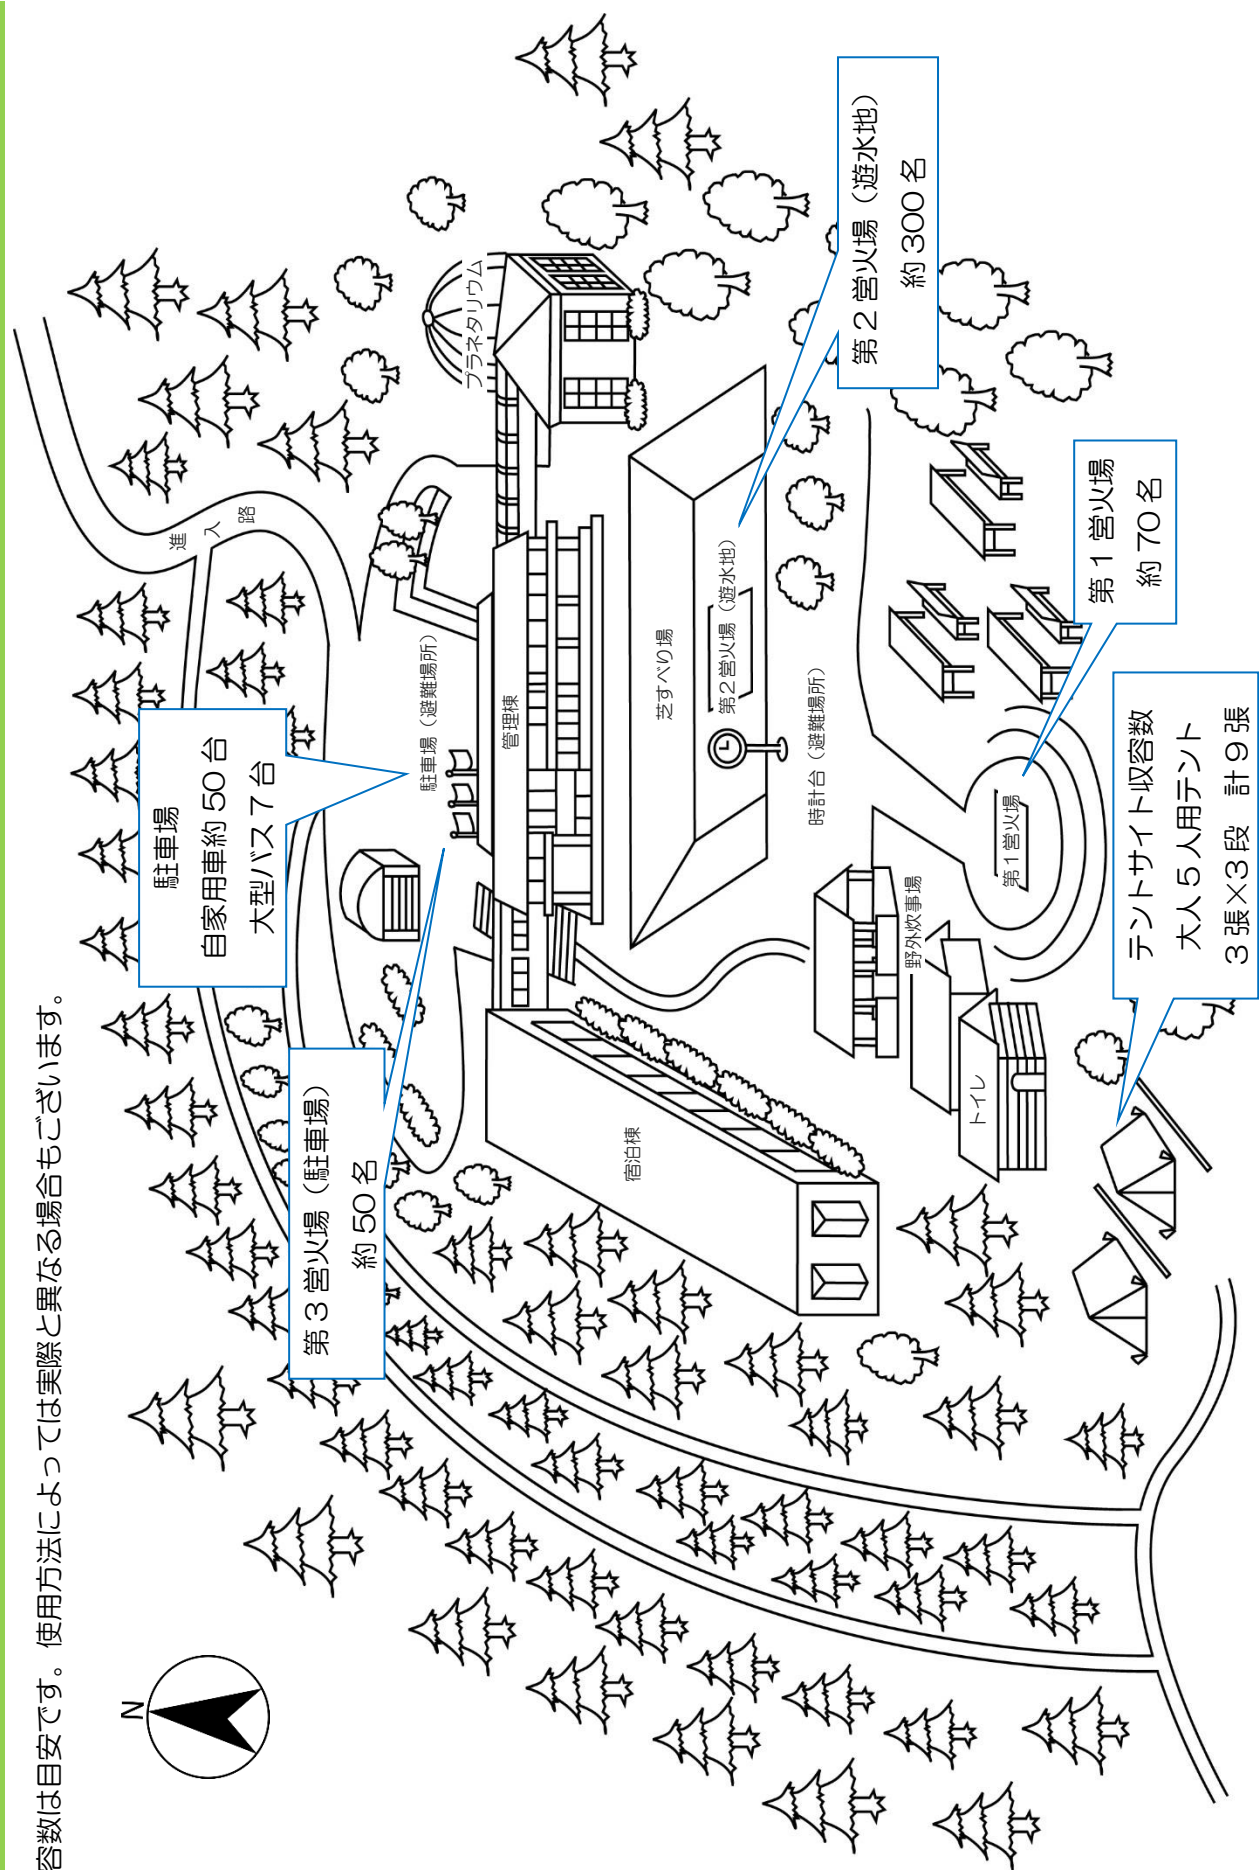 容数は目安です。使用方法によっては実際と異なる場合もございます。
N
進入路
駐車場
自家用車約50台
大型バス7台
第3営火場（駐車場）
約50名
駐車場（避難場所）
プラネタリウム
管理棟
宿泊棟
芝すべり場
第2営火場（遊水地）
第2営火場（遊水地）
約300名
時計台（避難場所）
野外炊事場
トイレ
第1営火場
第1営火場
約70名
テントサイト収容数
大人5人用テント
3張×3段　計9張